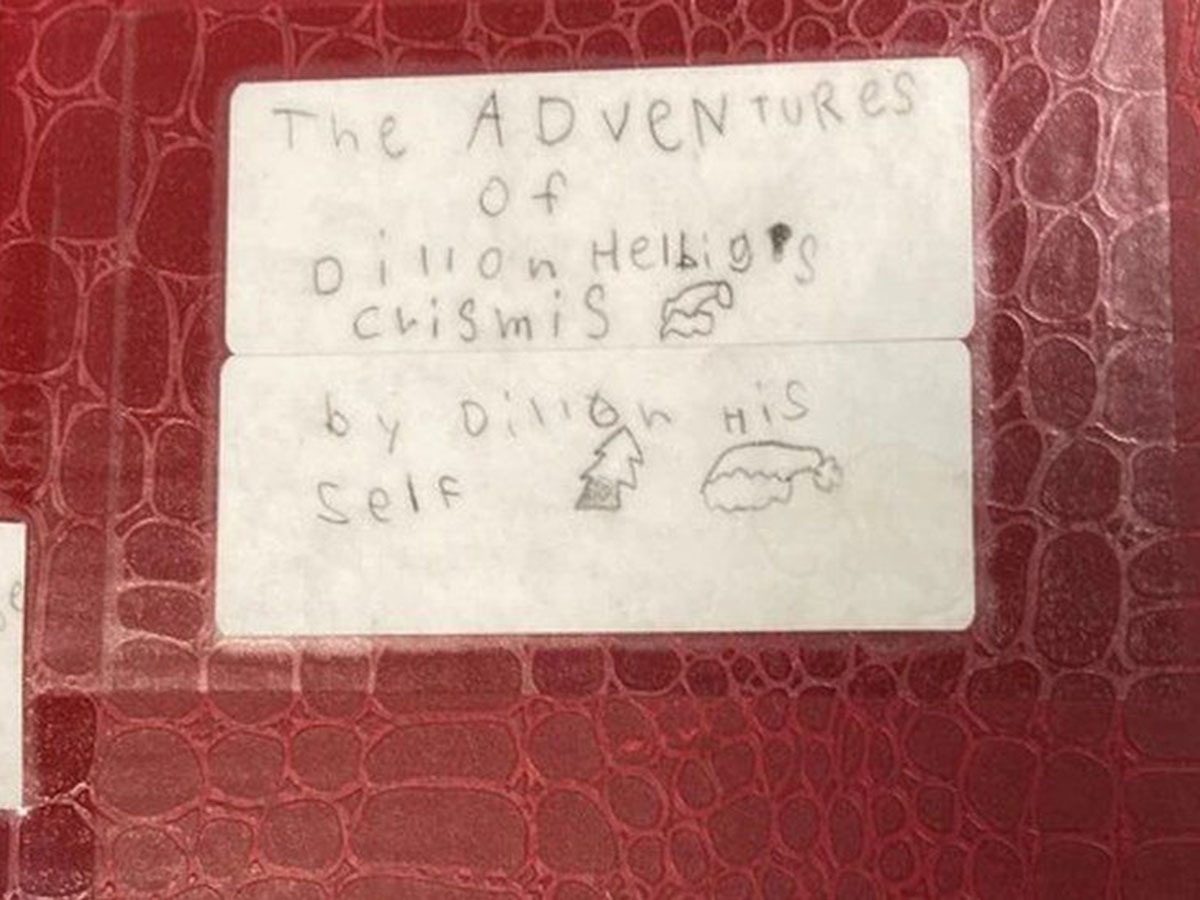 The ADVeNTURes
of
Dillon Helbig's
crismis
by Dillon His
Self